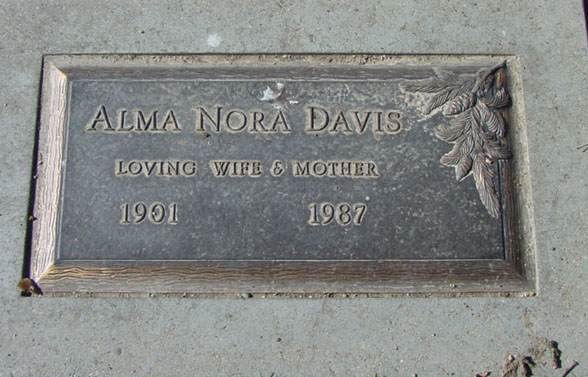 ALMA NORA DAVIS
LOVING WIFE & MOTHER
1901 1987